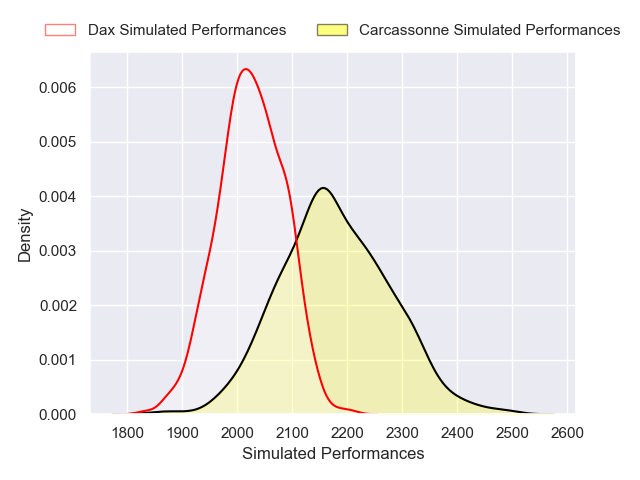 Dax Simulated Performances Carcassonne Simulated Performances
0.006
0.005
0.004
0.003
0.002
0.001
0.000
Density
1800 1900 2000 2100 2200 2300 2400 2500 2600
Simulated Performances